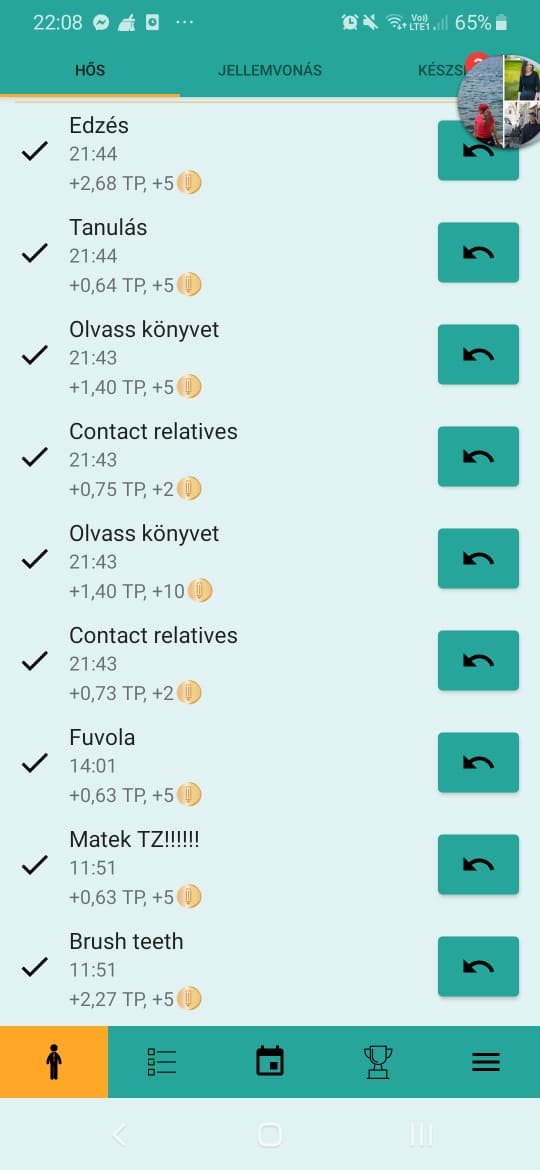 22:08
Vo))
LTE1
65%
HŐS
JELLEMVONÁS
Edzés
21:44
+2,68 TP, +5
Tanulás
21:44
+0,64 TP, +5
Olvass könyvet
21:43
+1,40 TP, +5
Contact relatives
21:43
+0,75 TP, +2
Olvass könyvet
21:43
+1,40 TP, +10
Contact relatives
21:43
+0,73 TP, +2
Fuvola
14:01
+0,63 TP, +5
Matek TZ!!!!!!
11:51
+0,63 TP, +5
Brush teeth
11:51
+2,27 TP, +5